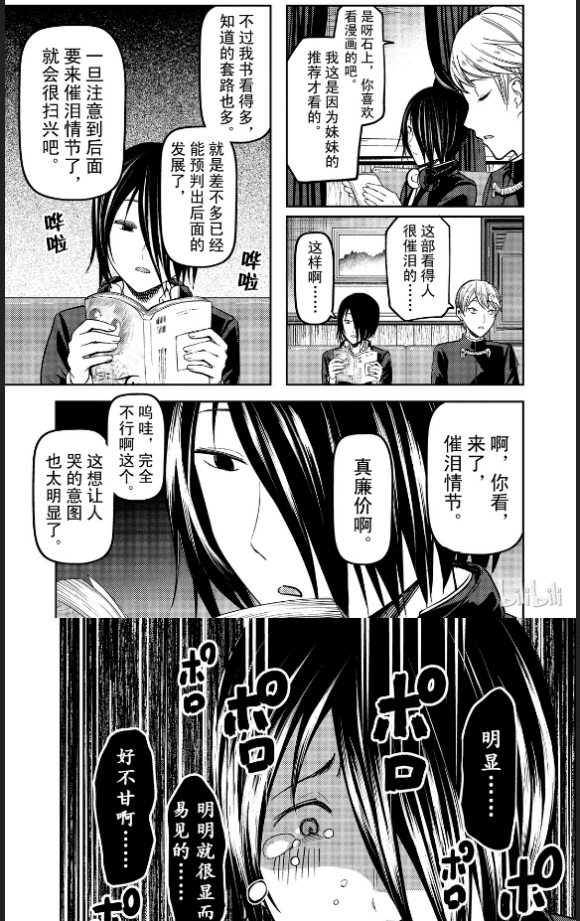 是呀石上，你喜欢
看漫画的吧。
我这是因为妹妹的
推荐才看的。
这部看得人
很催泪的
……
这样啊……
不过我书看得多，
知道的套路也多。
就是差不多已经
能预判出后面的
发展了，
一旦注意到后面
要来催泪情节了，
就会很扫兴吧。
哗啦
哗啦
啊，你看，
来了，
催泪情节。
真廉价啊。
呜哇，完全
不行啊这个。
这想让人
哭的意图
也太明显了。
bilibili
明显……
ポロ
ポロ
ポロ
明明就很显而
易见的……
好不甘啊……
ポロ
ポロ
ポロ